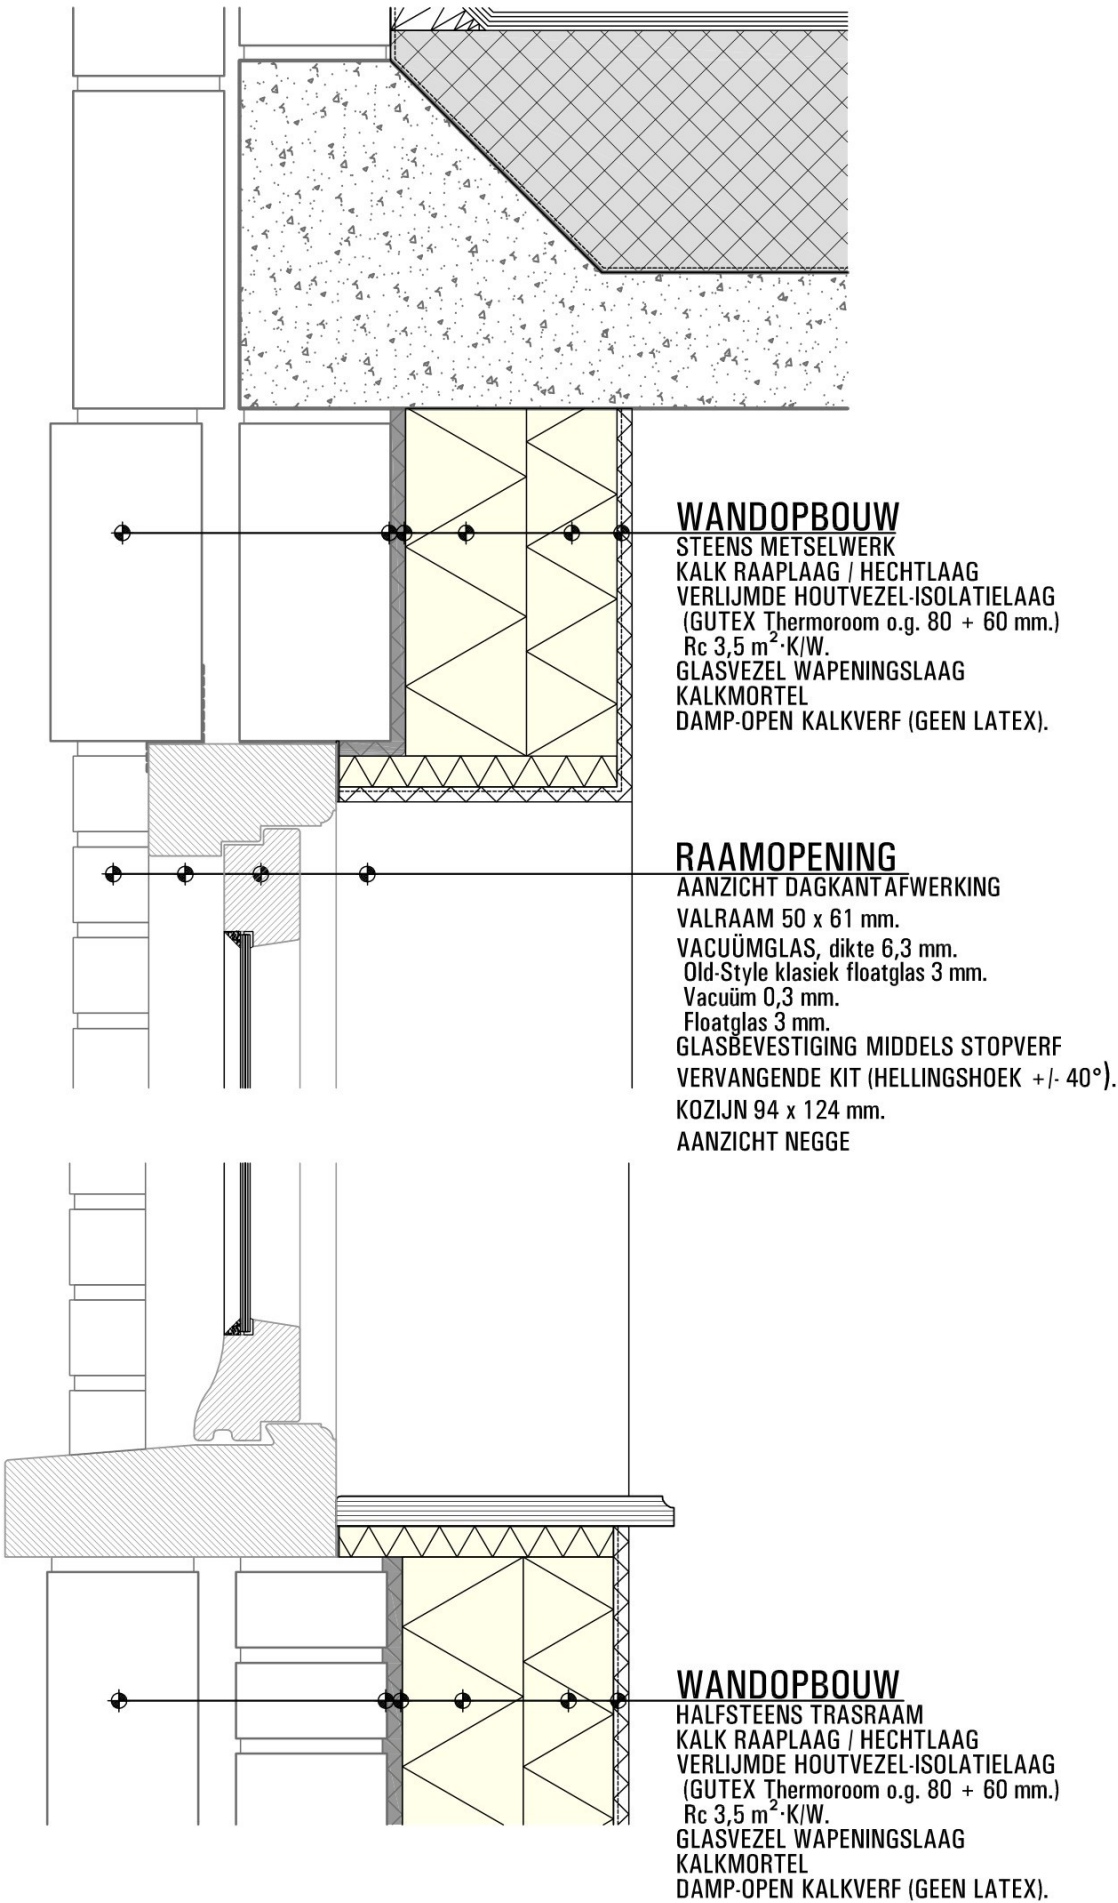 WANDOPBOUW
STEENS METSELWERK
KALK RAAPLAAG / HECHTLAAG
VERLIJMDE HOUTVEZEL-ISOLATIELAAG
(GUTEX Thermoroom o.g. 80 + 60 mm.)
Rc 3,5 m²·K/W.
GLASVEZEL WAPENINGSLAAG
KALKMORTEL
DAMP-OPEN KALKVERF (GEEN LATEX).
RAAMOPENING
AANZICHT DAGKANTAFWERKING
VALRAAM 50 x 61 mm.
VACUÜMGLAS, dikte 6,3 mm.
Old-Style klasiek floatglas 3 mm.
Vacuüm 0,3 mm.
Floatglas 3 mm.
GLASBEVESTIGING MIDDELS STOPVERF
VERVANGENDE KIT (HELLINGSHOEK +/- 40°).
KOZIJN 94 x 124 mm.
AANZICHT NEGGE
WANDOPBOUW
HALFSTEENS TRASRAAM
KALK RAAPLAAG / HECHTLAAG
VERLIJMDE HOUTVEZEL-ISOLATIELAAG
(GUTEX Thermoroom o.g. 80 + 60 mm.)
Rc 3,5 m²·K/W.
GLASVEZEL WAPENINGSLAAG
KALKMORTEL
DAMP-OPEN KALKVERF (GEEN LATEX).